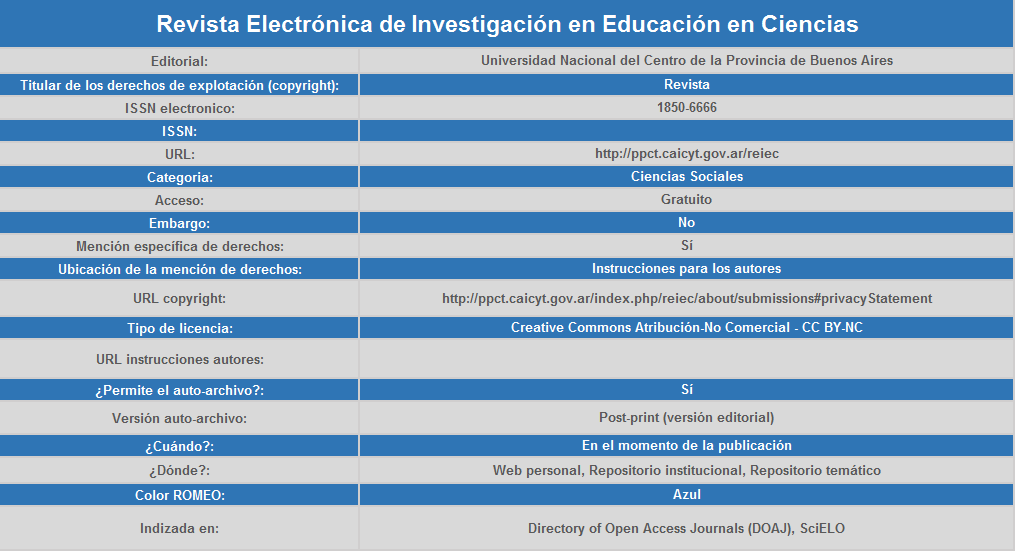 Revista Electrónica de Investigación en Educación en Ciencias
Editorial: Universidad Nacional del Centro de la Provincia de Buenos Aires
Titular de los derechos de explotación (copyright): Revista
ISSN electronico: 1850-6666
ISSN:
URL: http://ppct.caicyt.gov.ar/reiec
Categoria: Ciencias Sociales
Acceso: Gratuito
Embargo: No
Mención específica de derechos: Sí
Ubicación de la mención de derechos: Instrucciones para los autores
URL copyright: http://ppct.caicyt.gov.ar/index.php/reiec/about/submissions#privacyStatement
Tipo de licencia: Creative Commons Atribución-No Comercial - CC BY-NC
URL instrucciones autores:
¿Permite el auto-archivo?: Sí
Versión auto-archivo: Post-print (versión editorial)
¿Cuándo?: En el momento de la publicación
¿Dónde?: Web personal, Repositorio institucional, Repositorio temático
Color ROMEO: Azul
Indizada en: Directory of Open Access Journals (DOAJ), SciELO